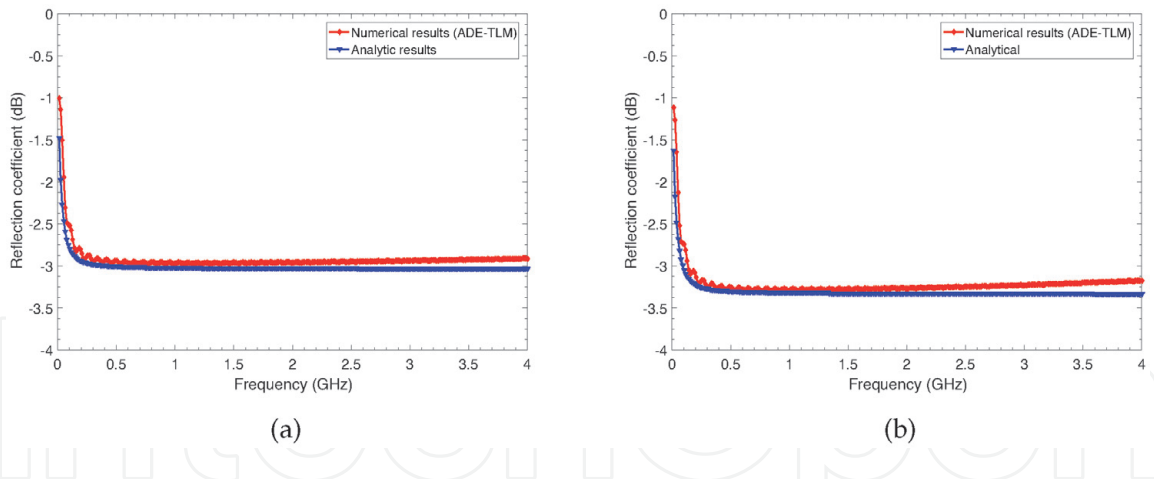 0
-0.5
-1
-1.5
-2
-2.5
-3
-3.5
-4
Reflection coefficient (dB)
Numerical results (ADE-TLM)
Analytic results
0 0.5 1 1.5 2 2.5 3 3.5 4
Frequency (GHz)
(a)
0
-0.5
-1
-1.5
-2
-2.5
-3
-3.5
-4
Reflection coefficient (dB)
Numerical results (ADE-TLM)
Analytical
0 0.5 1 1.5 2 2.5 3 3.5 4
Frequency (GHz)
(b)